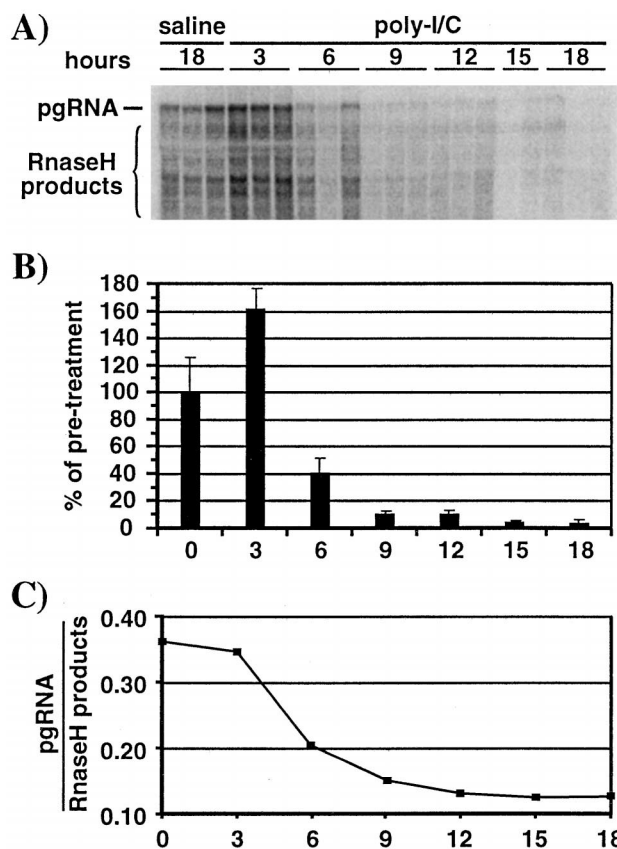 A)
saline poly-I/C
hours 18 3 6 9 12 15 18
pgRNA
RnaseH products
B)
% of pre-treatment
180
160
140
120
100
80
60
40
20
0
0 3 6 9 12 15 18
C)
pgRNA
RnaseH products
0.40
0.30
0.20
0.10
0 3 6 9 12 15 18